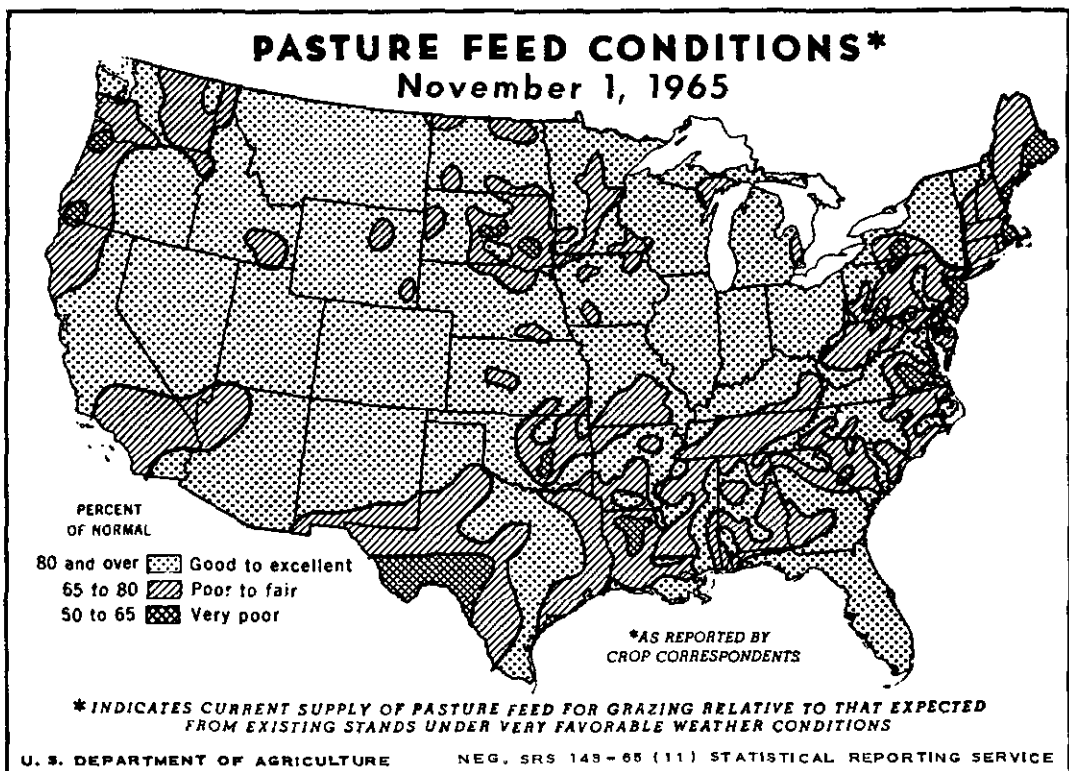 PASTURE FEED CONDITIONS*
November 1, 1965
PERCENT
OF NORMAL
80 and over Good to excellent
65 to 80 Poor to fair
50 to 65 Very poor
*AS REPORTED BY
CROP CORRESPONDENTS
* INDICATES CURRENT SUPPLY OF PASTURE FEED FOR GRAZING RELATIVE TO THAT EXPECTED
FROM EXISTING STANDS UNDER VERY FAVORABLE WEATHER CONDITIONS
U. S. DEPARTMENT OF AGRICULTURE NEG. SRS 149-65 (11) STATISTICAL REPORTING SERVICE